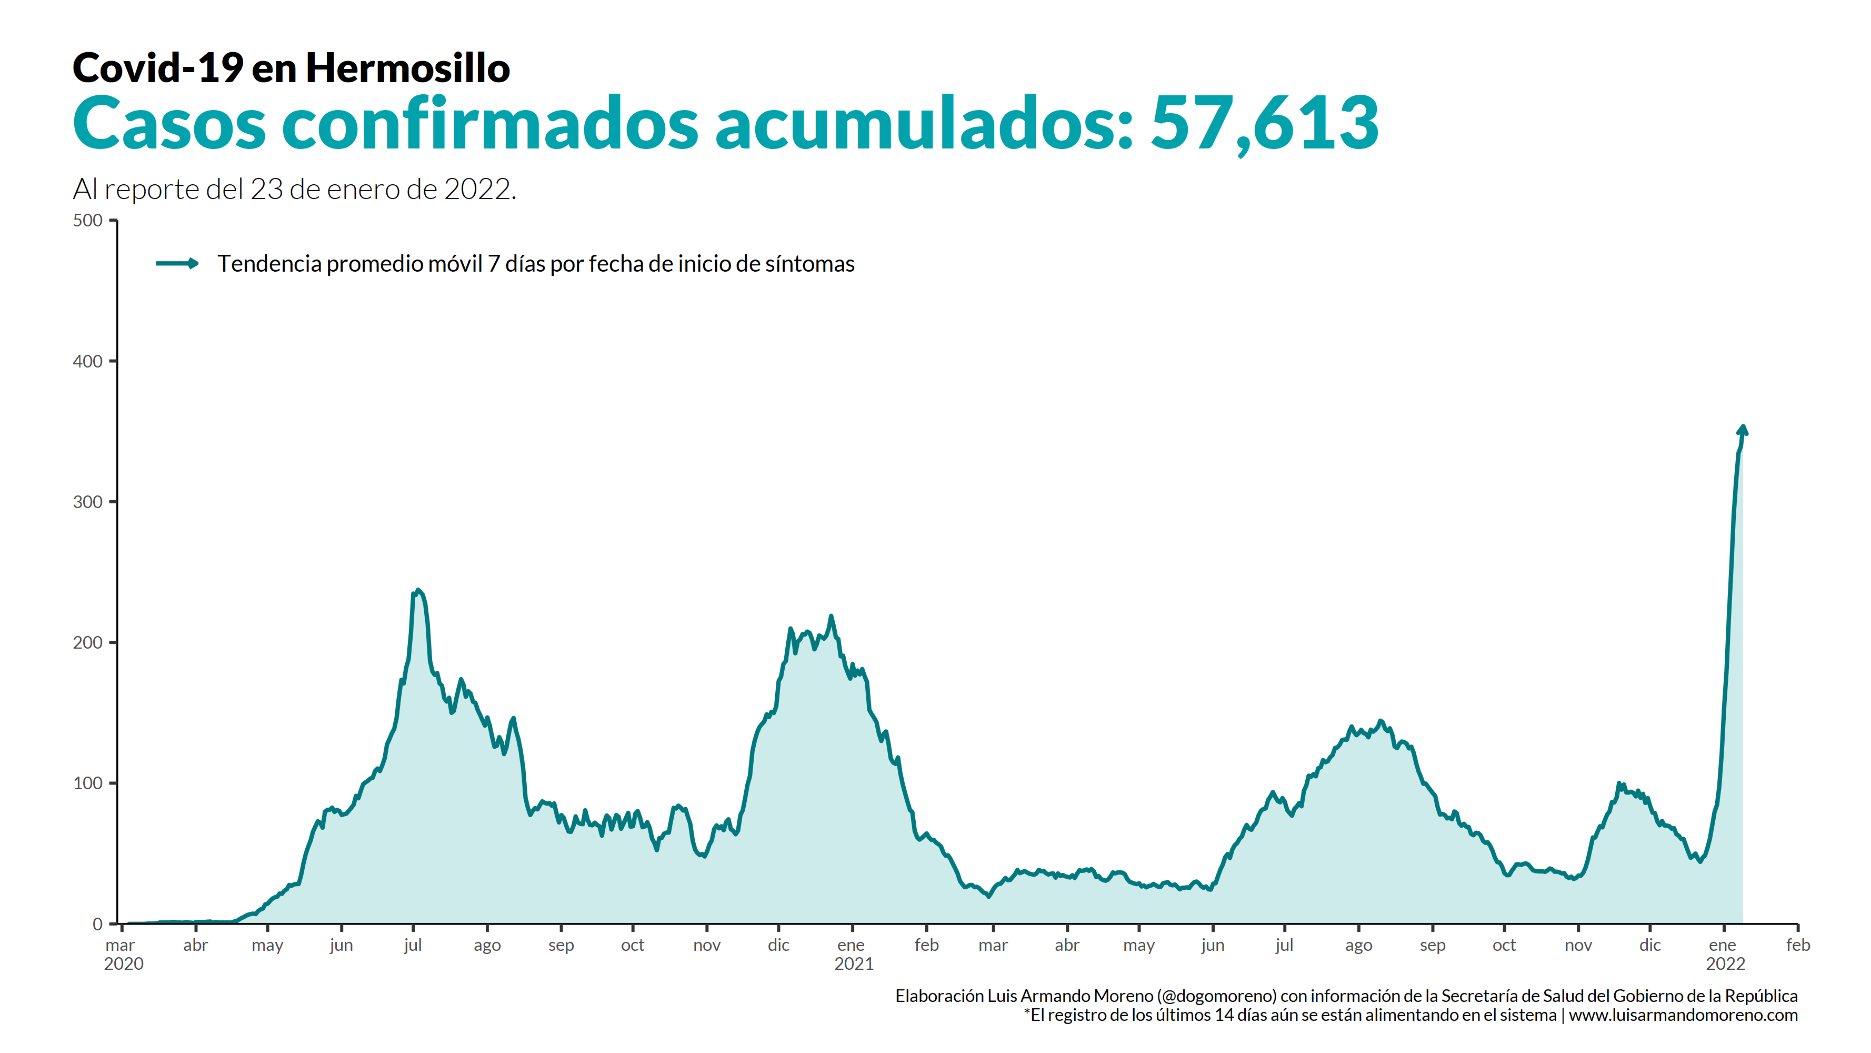 Covid-19 en Hermosillo
Casos confirmados acumulados: 57,613
Al reporte del 23 de enero de 2022.
500
Tendencia promedio móvil 7 días por fecha de inicio de síntomas
400
300
200
100
0
mar abr may jun jul ago sep oct nov dic ene feb mar abr may jun jul ago sep oct nov dic ene feb
2020 2021 2022
Elaboración Luis Armando Moreno (@dogomoreno) con información de la Secretaría de Salud del Gobierno de la República
*El registro de los últimos 14 días aún se están alimentando en el sistema | www.luisarmandomoreno.com